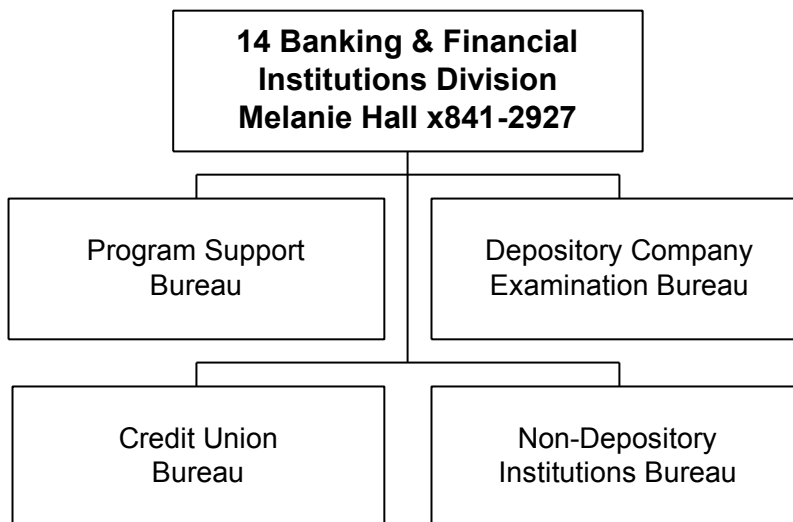 14 Banking & Financial
Institutions Division
Melanie Hall x841-2927
Program Support
Bureau
Depository Company
Examination Bureau
Credit Union
Bureau
Non-Depository
Institutions Bureau